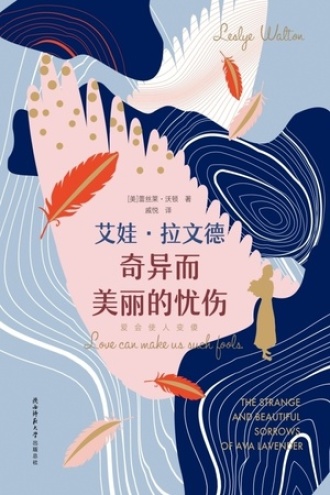 Leslye Walton
[美]雷丝莱·沃顿 著
戚悦 译
艾娃·拉文德
奇异而
美丽的忧伤
爱会使人变傻
Love can make us such fools.
THE STRANGE
AND BEAUTIFUL
SORROWS
OF AVA LAVENDER
陕西师范大学
出版总社